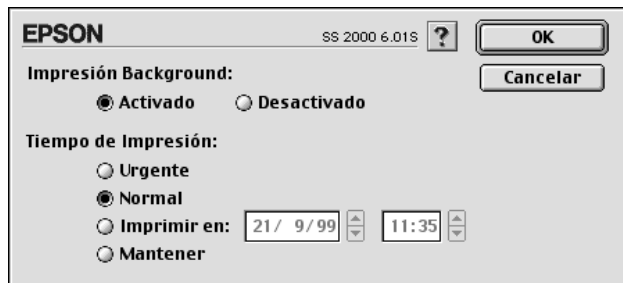 EPSON SS 2000 6.01S ? OK
Impresión Background: Cancelar
Activado Desactivado
Tiempo de Impresión:
Urgente
Normal
Imprimir en: 21/ 9/99 11:35
Mantener